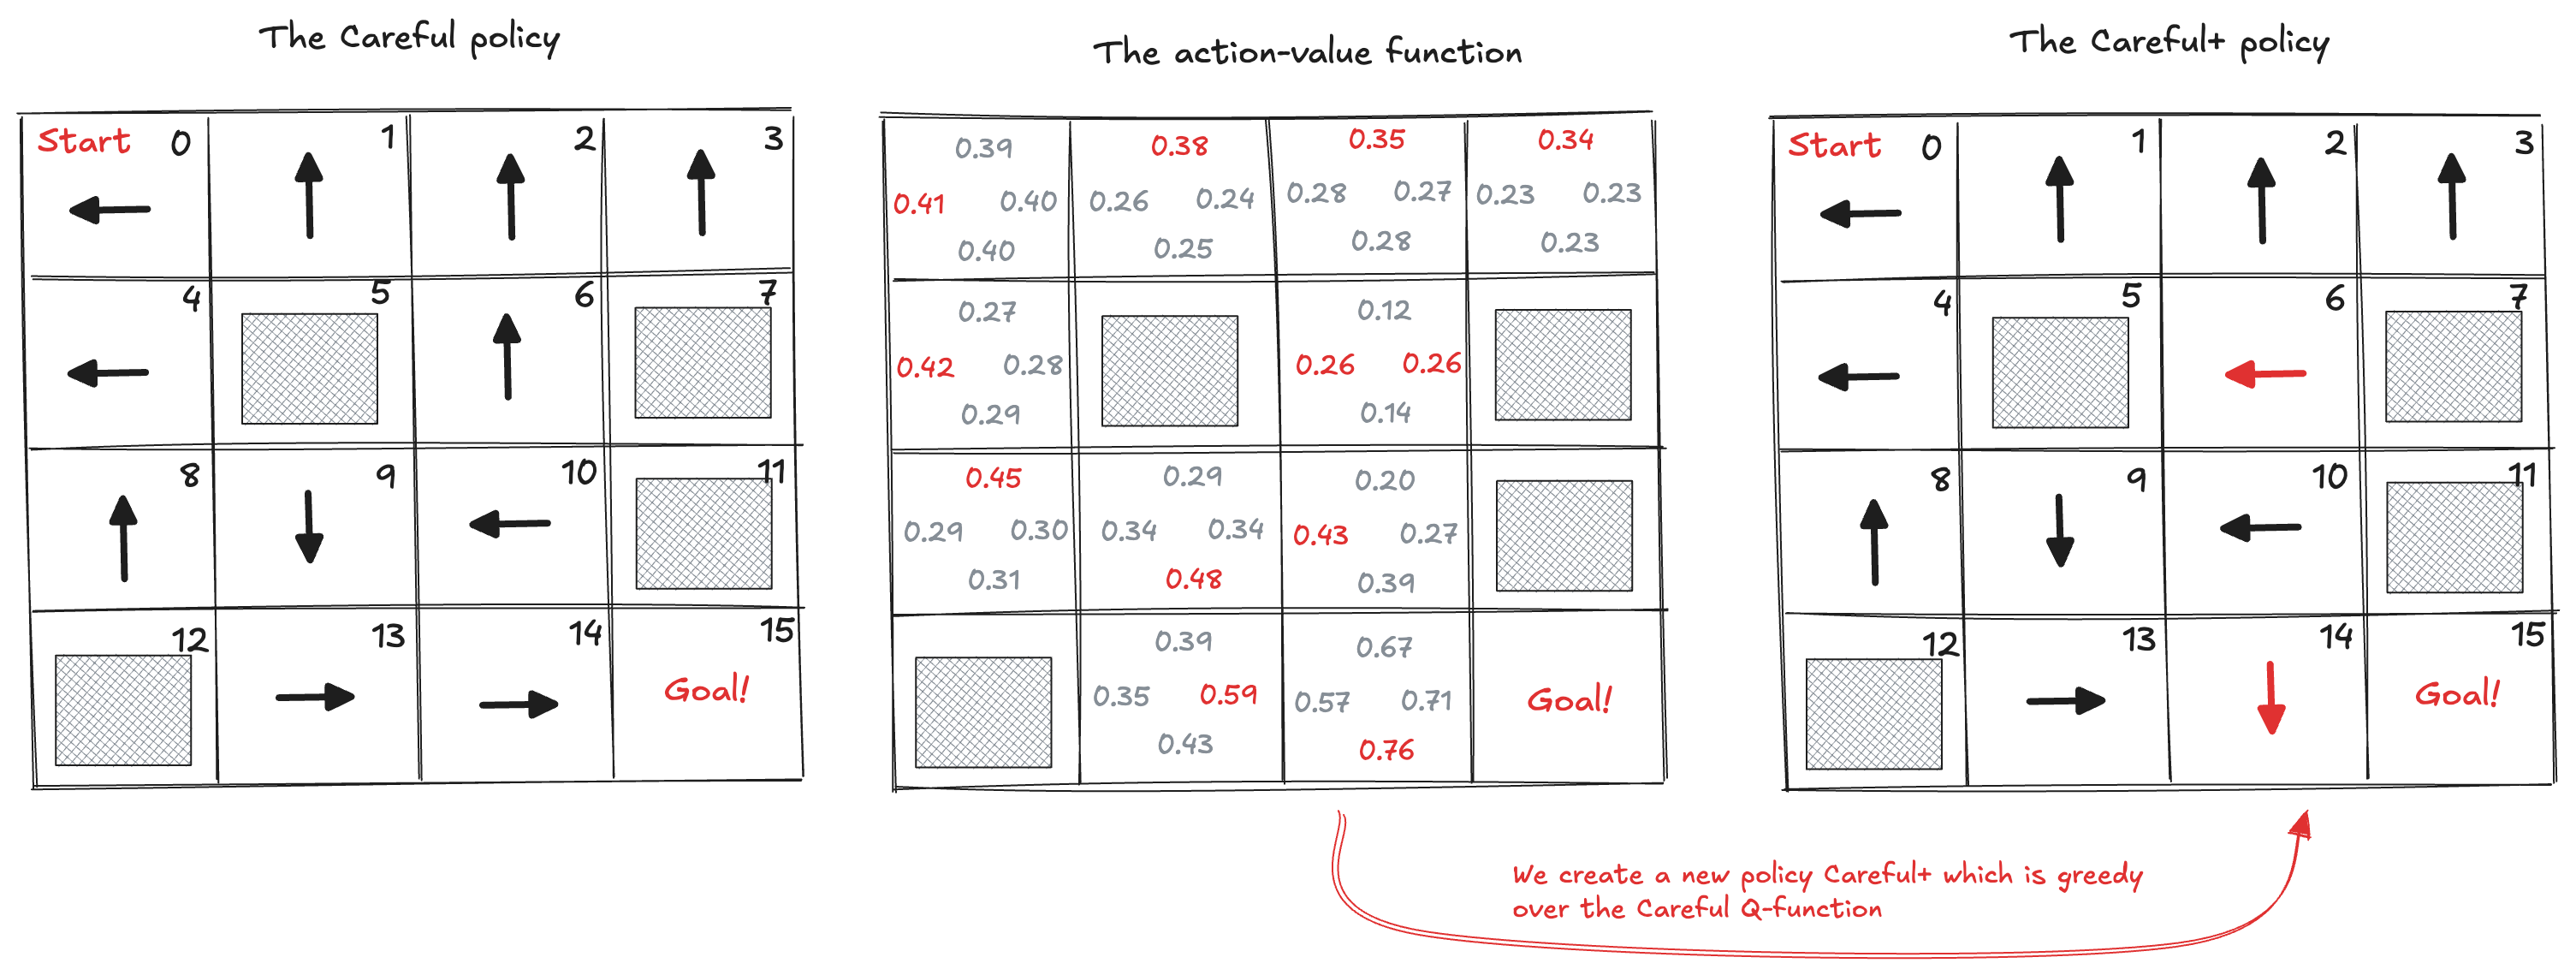 The Careful policy
The action-value function
The Careful+ policy
Start 0 1 2 3
4 5 6 7
8 9 10 11
12 13 14 15
Goal!
0.39 0.38 0.35 0.34
0.41 0.40 0.26 0.24 0.28 0.27 0.23 0.23
0.40 0.25 0.28 0.23
0.27 0.12
0.42 0.28 0.26 0.26
0.29 0.14
0.45 0.29 0.20
0.29 0.30 0.34 0.34 0.43 0.27
0.31 0.48 0.39
0.39 0.67
0.35 0.59 0.57 0.71 Goal!
0.43 0.76
Start 0 1 2 3
4 5 6 7
8 9 10 11
12 13 14 15
Goal!
We create a new policy Careful+ which is greedy
over the Careful Q-function